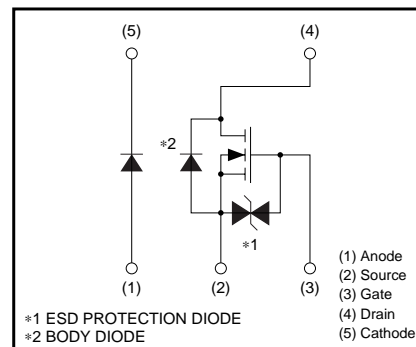 (5) (4)
∗2
∗1
(1) (2) (3)
(1) Anode
(2) Source
(3) Gate
(4) Drain
(5) Cathode
∗1 ESD PROTECTION DIODE
∗2 BODY DIODE